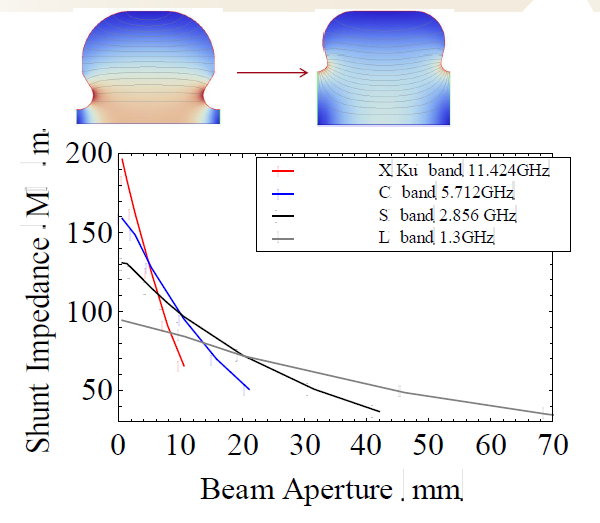 X Ku band 11.424GHz
C band 5.712GHz
S band 2.856 GHz
L band 1.3GHz
200
150
100
50
0 10 20 30 40 50 60 70
Shunt Impedance M m
Beam Aperture mm